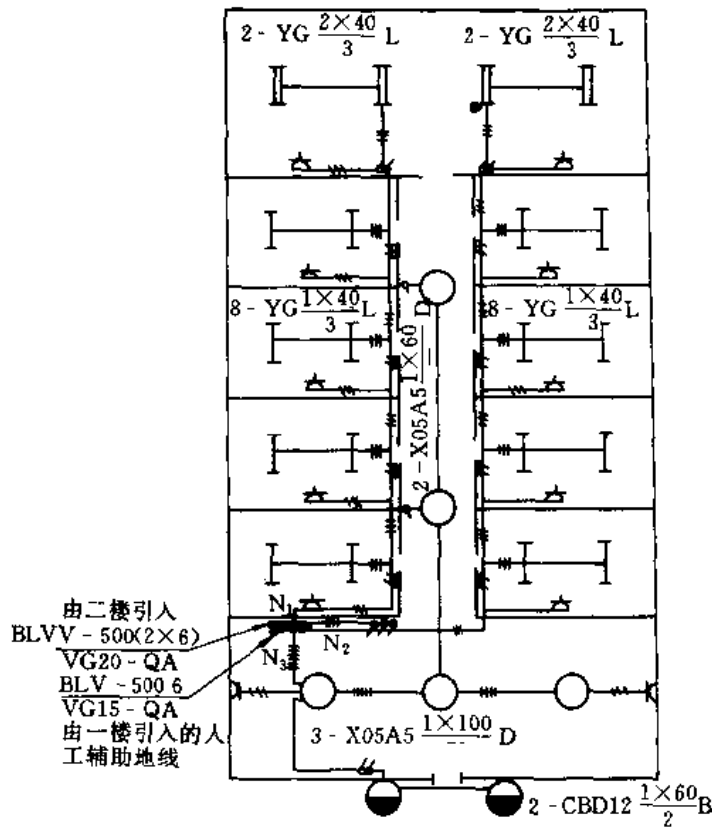 2-YG 2×40/3 L
2-YG 2×40/3 L
8-YG 1×40/3 L
8-YG 1×40/3 L
2-X05A5 1×60/— D
N₁
由二楼引入
BLVV-500(2×6)
VG20-QA
N₂
N₃
BLV-500 6
VG15-QA
由一楼引入的人
工辅助地线
3-X05A5 1×100/— D
2-CBD12 1×60/2 B